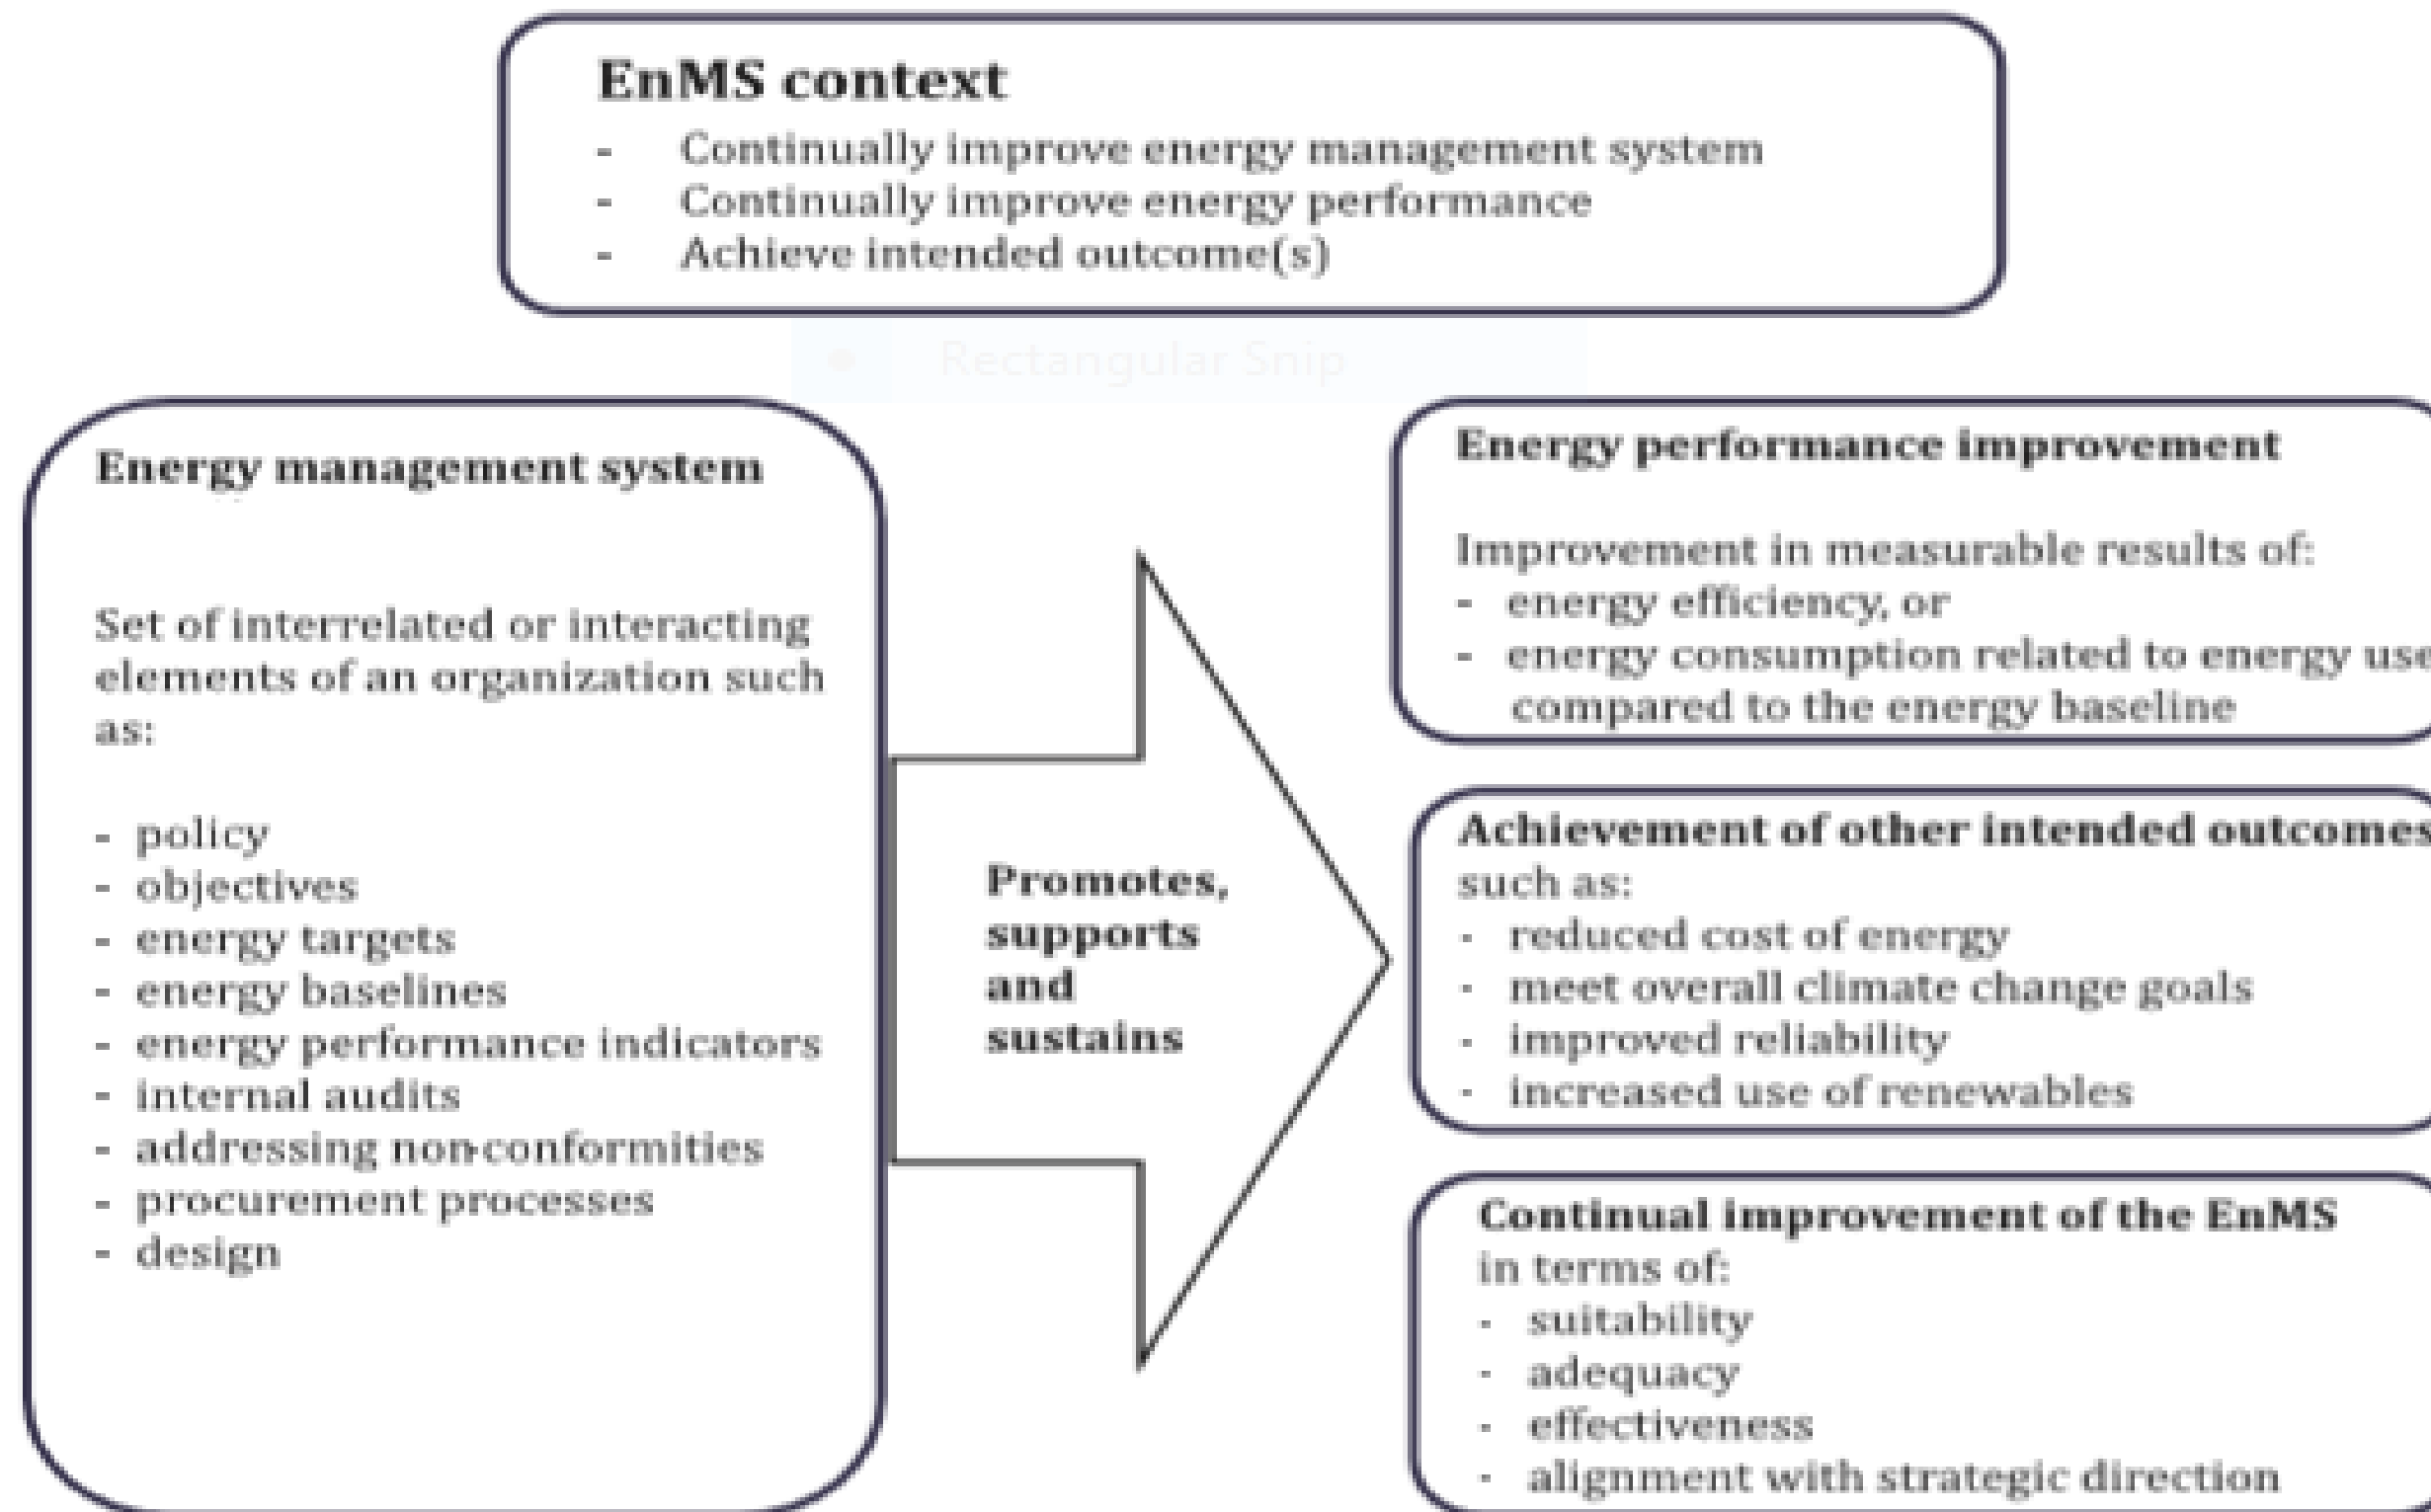 EnMS context
- Continually improve energy management system
- Continually improve energy performance
- Achieve intended outcome(s)
Rectangular Snip
Energy management system
Set of interrelated or interacting
elements of an organization such
as:
- policy
- objectives
- energy targets
- energy baselines
- energy performance indicators
- internal audits
- addressing non-conformities
- procurement processes
- design
Promotes,
supports
and
sustains
Energy performance improvement
Improvement in measurable results of:
- energy efficiency, or
- energy consumption related to energy use
compared to the energy baseline
Achievement of other intended outcomes
such as:
- reduced cost of energy
- meet overall climate change goals
- improved reliability
- increased use of renewables
Continual improvement of the EnMS
in terms of:
- suitability
- adequacy
- effectiveness
- alignment with strategic direction